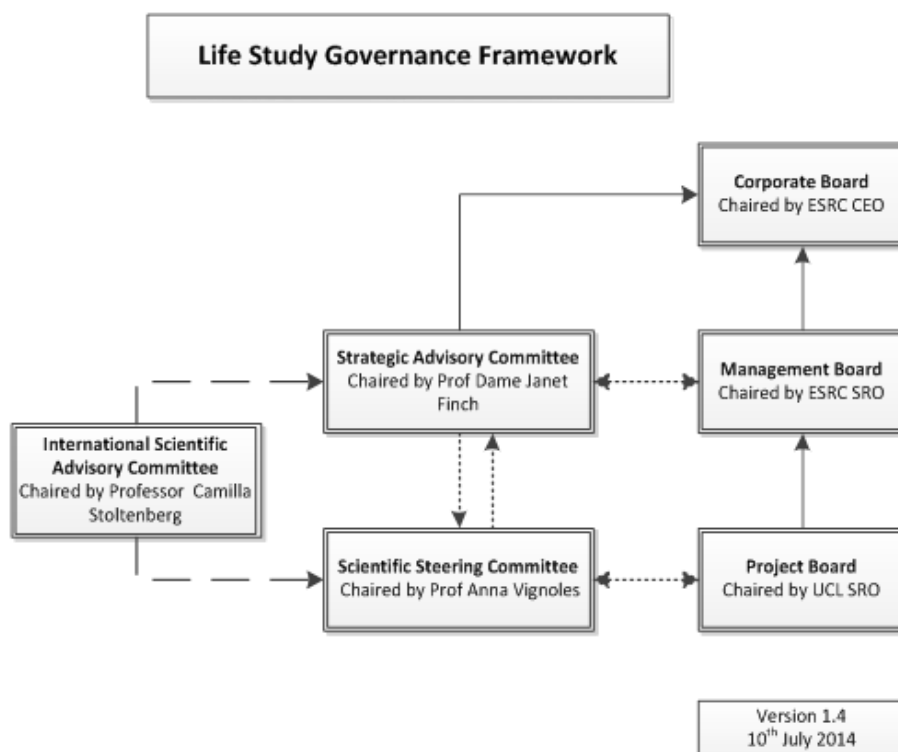 Life Study Governance Framework
Corporate Board
Chaired by ESRC CEO
Strategic Advisory Committee
Chaired by Prof Dame Janet
Finch
Management Board
Chaired by ESRC SRO
International Scientific
Advisory Committee
Chaired by Professor Camilla
Stoltenberg
Scientific Steering Committee
Chaired by Prof Anna Vignoles
Project Board
Chaired by UCL SRO
Version 1.4
10th July 2014